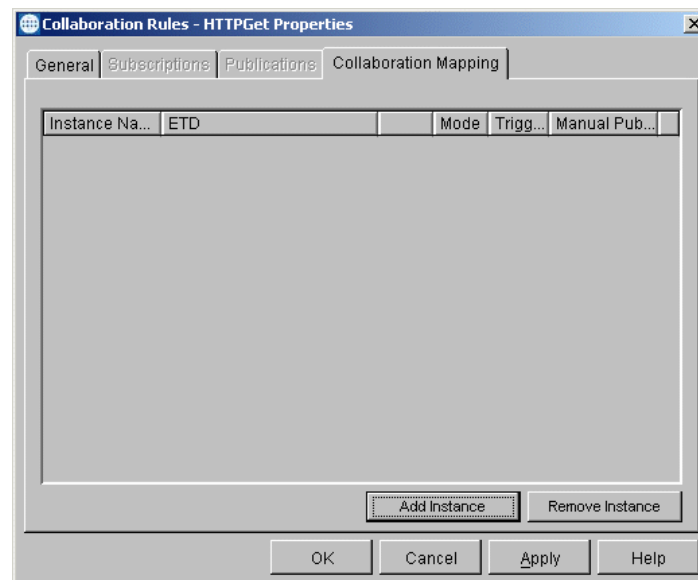 Collaboration Rules - HTTPGet Properties
General Subscriptions Publications Collaboration Mapping
Instance Na... ETD Mode Trigg... Manual Pub...
Add Instance Remove Instance
OK Cancel Apply Help